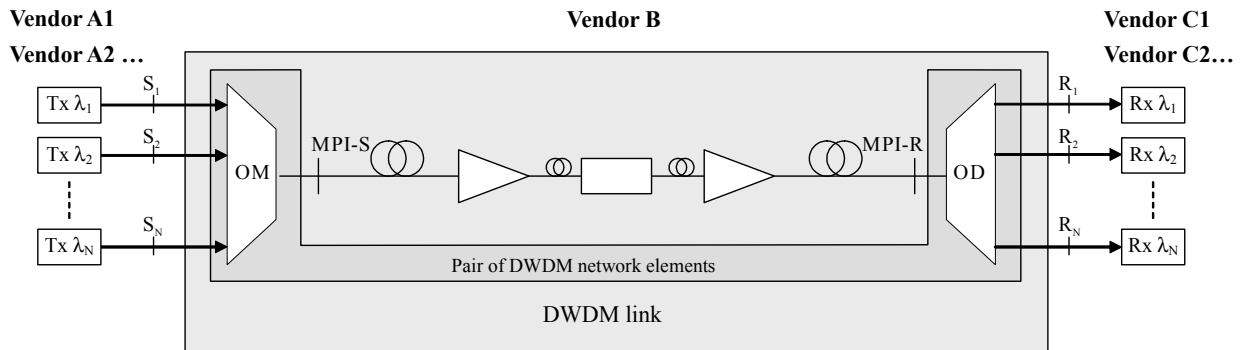 Vendor A1
Vendor A2 …
Vendor B
Vendor C1
Vendor C2…
Tx λ1
S1
Tx λ2
S2
Tx λN
SN
OM
MPI-S
MPI-R
OD
R1
Rx λ1
R2
Rx λ2
RN
Rx λN
Pair of DWDM network elements
DWDM link